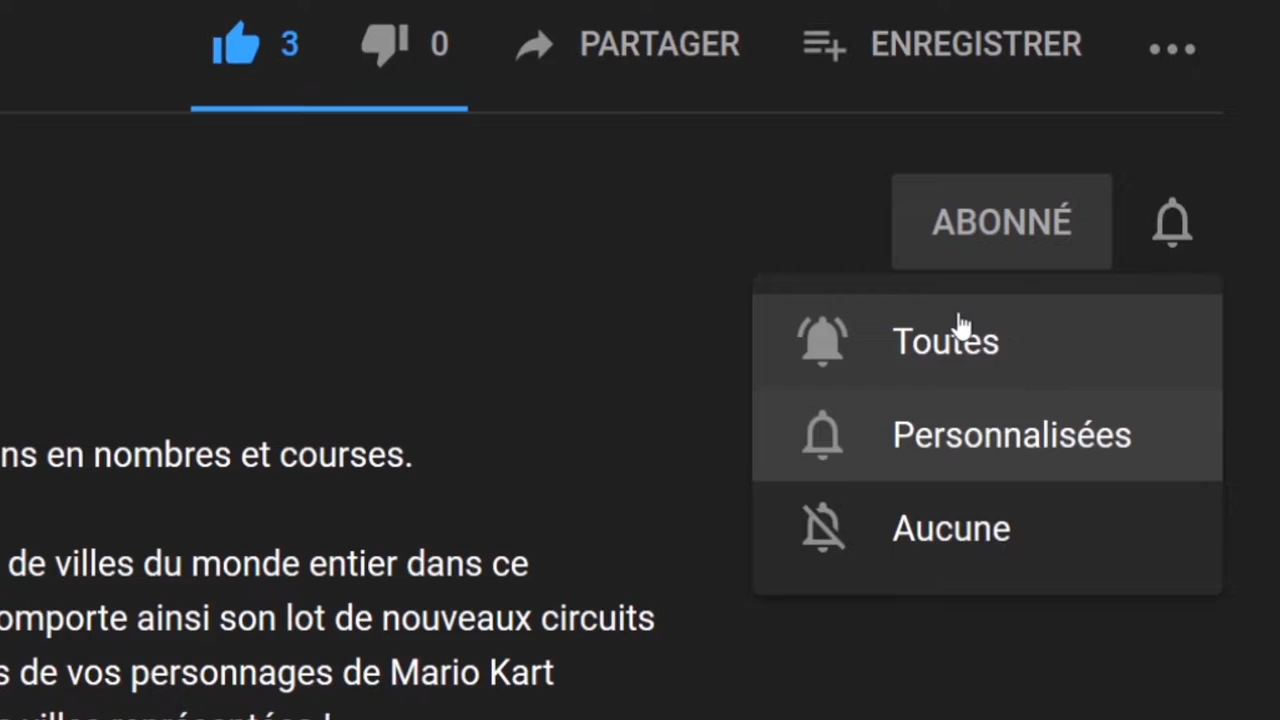 3 0 PARTAGER ENREGISTRER
ABONNÉ
Toutes
Personnalisées
Aucune
ns en nombres et courses.
de villes du monde entier dans ce
omporte ainsi son lot de nouveaux circuits
s de vos personnages de Mario Kart